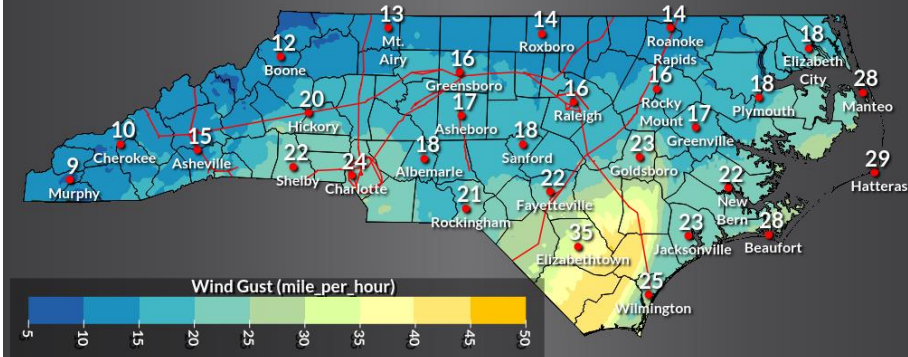 13
Mt.
Airy
14
Roxboro
14
Roanoke
Rapids
18
Elizabeth
City
12
Boone
16
Greensboro
16
Raleigh
16
Rocky
Mount
18
Plymouth
28
Manteo
20
Hickory
17
Asheboro
17
Greenville
10
Cherokee
15
Asheville
18
Albemarle
18
Sanford
23
Goldsboro
9
Murphy
22
Shelby
24
Charlotte
22
Fayetteville
22
New
Bern
29
Hatteras
21
Rockingham
35
Elizabethtown
23
Jacksonville
28
Beaufort
25
Wilmington
Wind Gust (mile_per_hour)
5 10 15 20 25 30 35 40 45 50